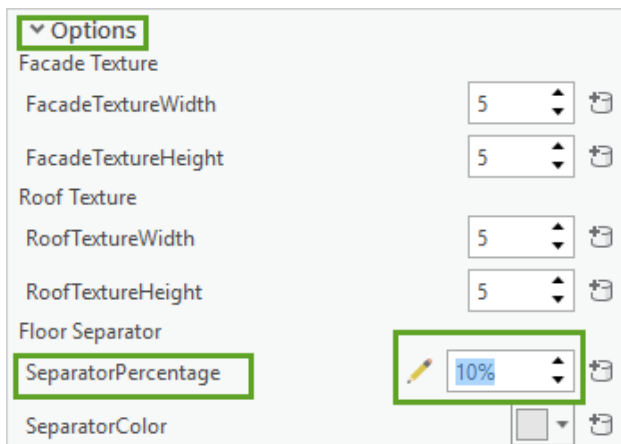 Options
Facade Texture
FacadeTextureWidth 5
FacadeTextureHeight 5
Roof Texture
RoofTextureWidth 5
RoofTextureHeight 5
Floor Separator
SeparatorPercentage 10%
SeparatorColor